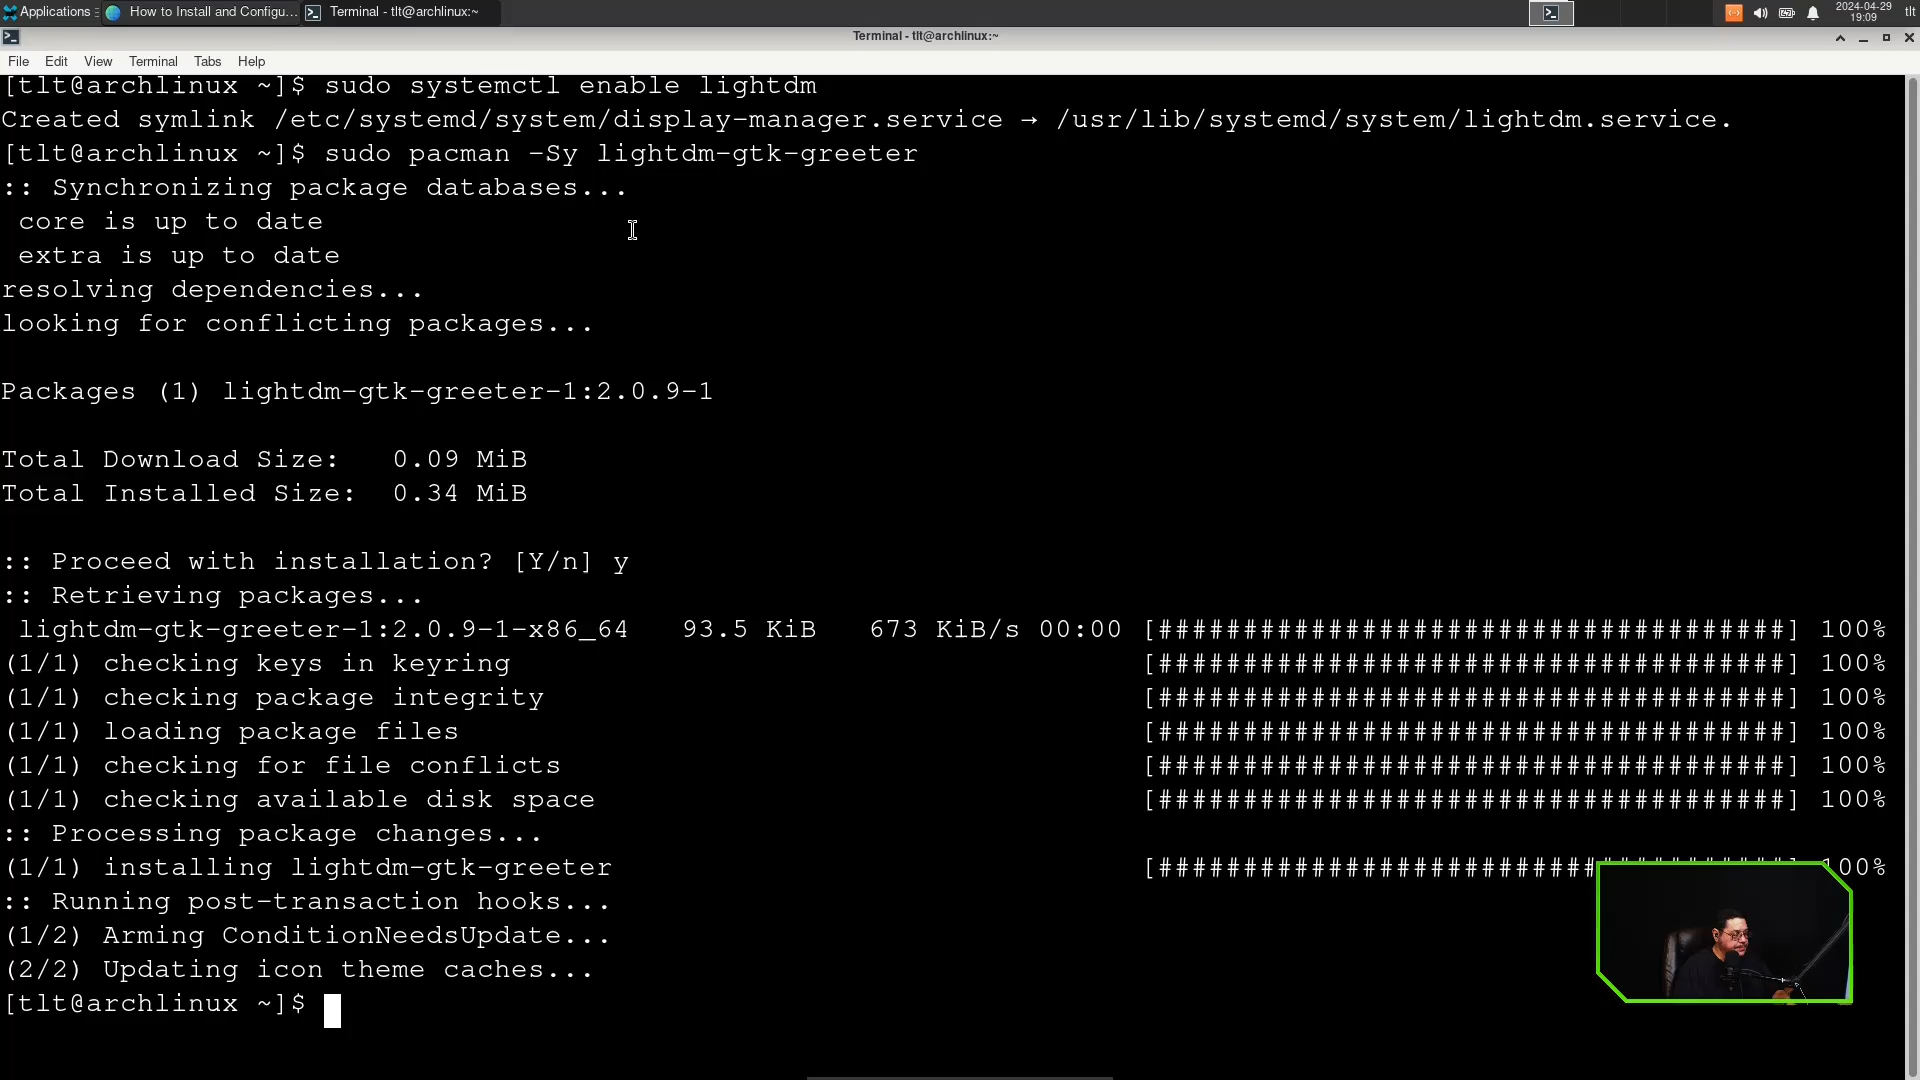 Applications
How to Install and Configu...
Terminal - tlt@archlinux:~
2024-04-29
19:09
tlt
Terminal - tlt@archlinux:~
File Edit View Terminal Tabs Help
[tlt@archlinux ~]$ sudo systemctl enable lightdm
Created symlink /etc/systemd/system/display-manager.service → /usr/lib/systemd/system/lightdm.service.
[tlt@archlinux ~]$ sudo pacman -Sy lightdm-gtk-greeter
:: Synchronizing package databases...
core is up to date
extra is up to date
resolving dependencies...
looking for conflicting packages...
Packages (1) lightdm-gtk-greeter-1:2.0.9-1
Total Download Size: 0.09 MiB
Total Installed Size: 0.34 MiB
:: Proceed with installation? [Y/n] y
:: Retrieving packages...
lightdm-gtk-greeter-1:2.0.9-1-x86_64 93.5 KiB 673 KiB/s 00:00 [#####################################] 100%
(1/1) checking keys in keyring [#####################################] 100%
(1/1) checking package integrity [#####################################] 100%
(1/1) loading package files [#####################################] 100%
(1/1) checking for file conflicts [#####################################] 100%
(1/1) checking available disk space [#####################################] 100%
:: Processing package changes...
(1/1) installing lightdm-gtk-greeter [#####################################] 100%
:: Running post-transaction hooks...
(1/2) Arming ConditionNeedsUpdate...
(2/2) Updating icon theme caches...
[tlt@archlinux ~]$